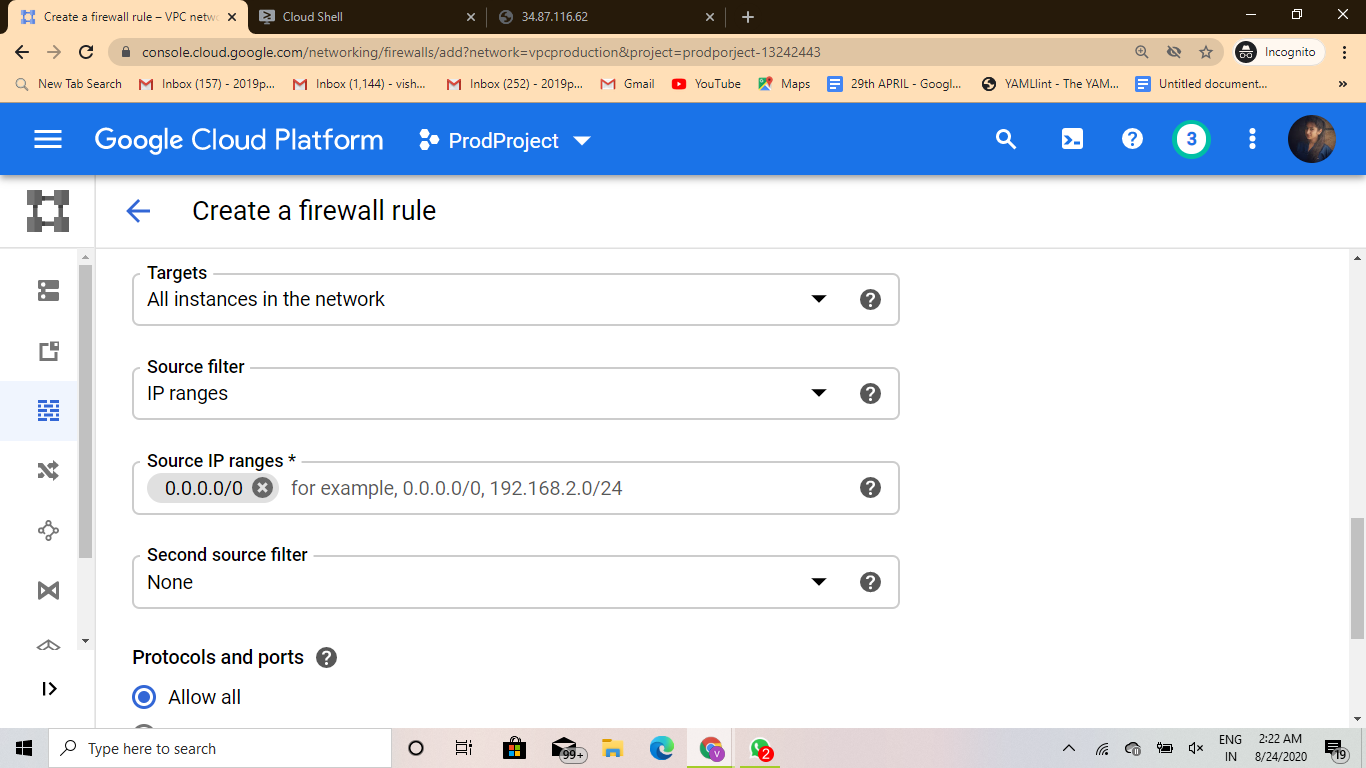 Create a firewall rule – VPC netw
Cloud Shell
34.87.116.62
console.cloud.google.com/networking/firewalls/add?network=vpcproduction&project=prodporject-13242443
Incognito
New Tab Search
Inbox (157) - 2019p...
Inbox (1,144) - vish...
Inbox (252) - 2019p...
Gmail
YouTube
Maps
29th APRIL - Googl...
YAMLlint - The YAM...
Untitled document...
»
Google Cloud Platform
ProdProject
3
Create a firewall rule
Targets
All instances in the network
Source filter
IP ranges
Source IP ranges *
0.0.0.0/0 for example, 0.0.0.0/0, 192.168.2.0/24
Second source filter
None
Protocols and ports
Allow all
Type here to search
99+
V
2
ENG
IN
2:22 AM
8/24/2020
19